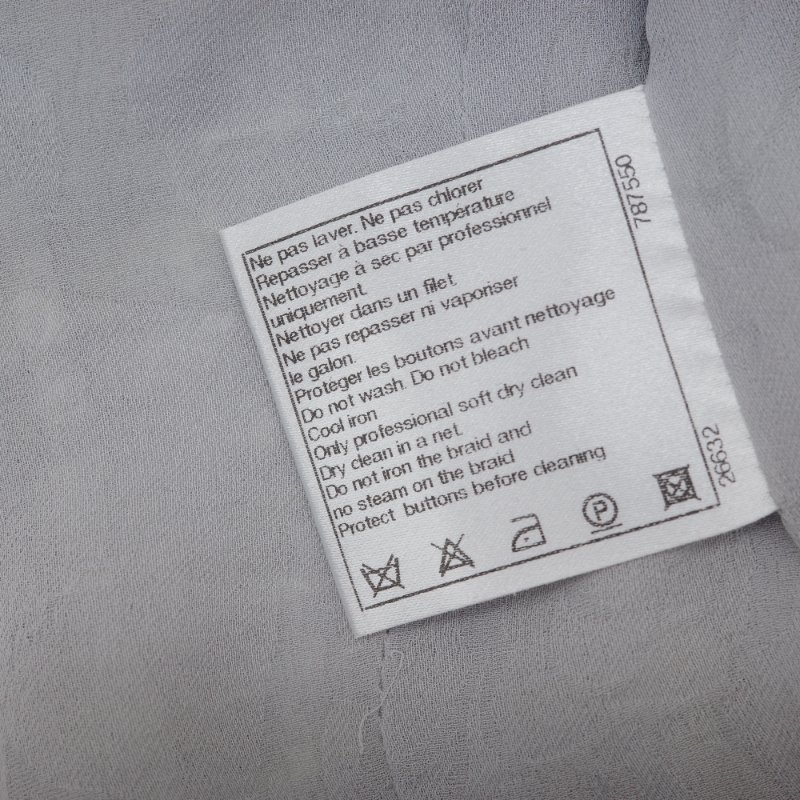 Ne pas laver. Ne pas chlorer
Repasser à basse température
Nettoyage à sec par professionnel
uniquement.
Nettoyer dans un filet.
Ne pas repasser ni vaporiser
le galon.
Proteger les boutons avant nettoyage
Do not wash. Do not bleach
Cool iron
Only professional soft dry clean
Dry clean in a net.
Do not iron the braid and
no steam on the braid
Protect buttons before cleaning
P
787550
26632